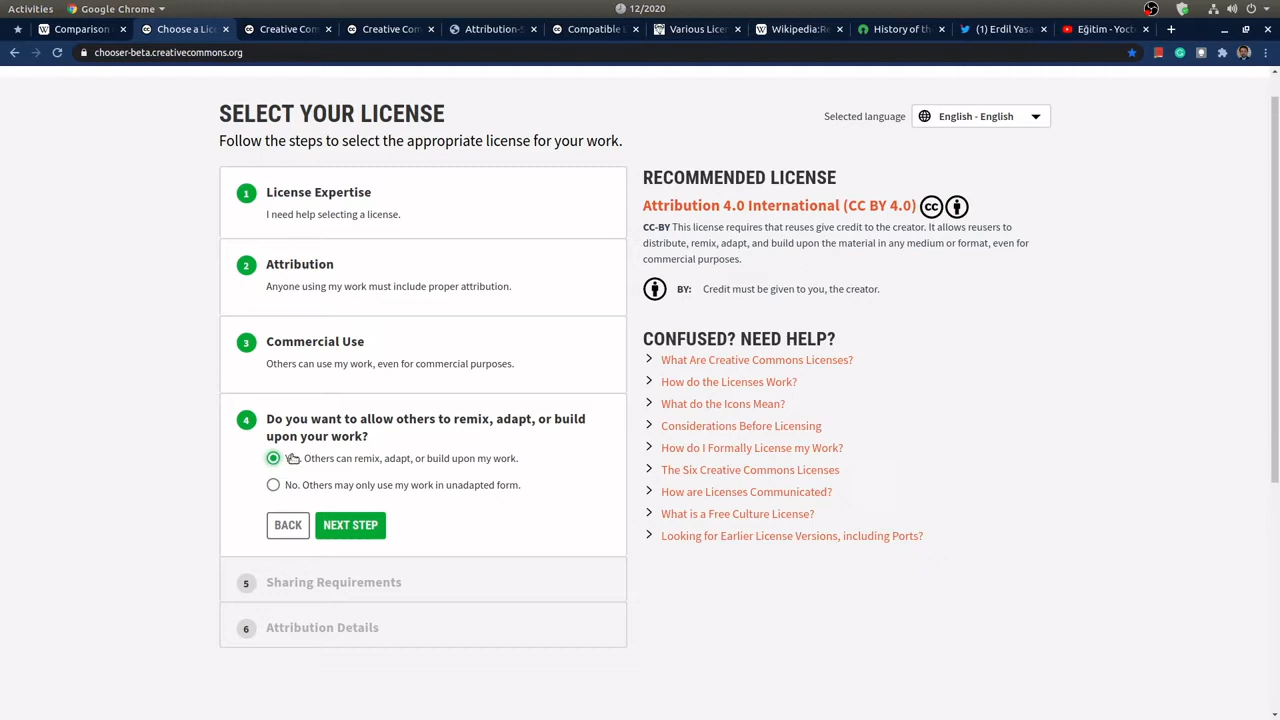 Activities Google Chrome 12/2020
Comparison Choose a Lic Creative Com Creative Com Attribution-S Compatible Various Licen Wikipedia:Re History of the (1) Erdil Yasa Eğitim - Yoct
chooser-beta.creativecommons.org
SELECT YOUR LICENSE
Follow the steps to select the appropriate license for your work.
Selected language English - English
1 License Expertise
I need help selecting a license.
2 Attribution
Anyone using my work must include proper attribution.
3 Commercial Use
Others can use my work, even for commercial purposes.
4 Do you want to allow others to remix, adapt, or build
upon your work?
Others can remix, adapt, or build upon my work.
No. Others may only use my work in unadapted form.
BACK NEXT STEP
5 Sharing Requirements
6 Attribution Details
RECOMMENDED LICENSE
Attribution 4.0 International (CC BY 4.0) cc
CC-BY This license requires that reuses give credit to the creator. It allows reusers to
distribute, remix, adapt, and build upon the material in any medium or format, even for
commercial purposes.
BY: Credit must be given to you, the creator.
CONFUSED? NEED HELP?
What Are Creative Commons Licenses?
How do the Licenses Work?
What do the Icons Mean?
Considerations Before Licensing
How do I Formally License my Work?
The Six Creative Commons Licenses
How are Licenses Communicated?
What is a Free Culture License?
Looking for Earlier License Versions, including Ports?